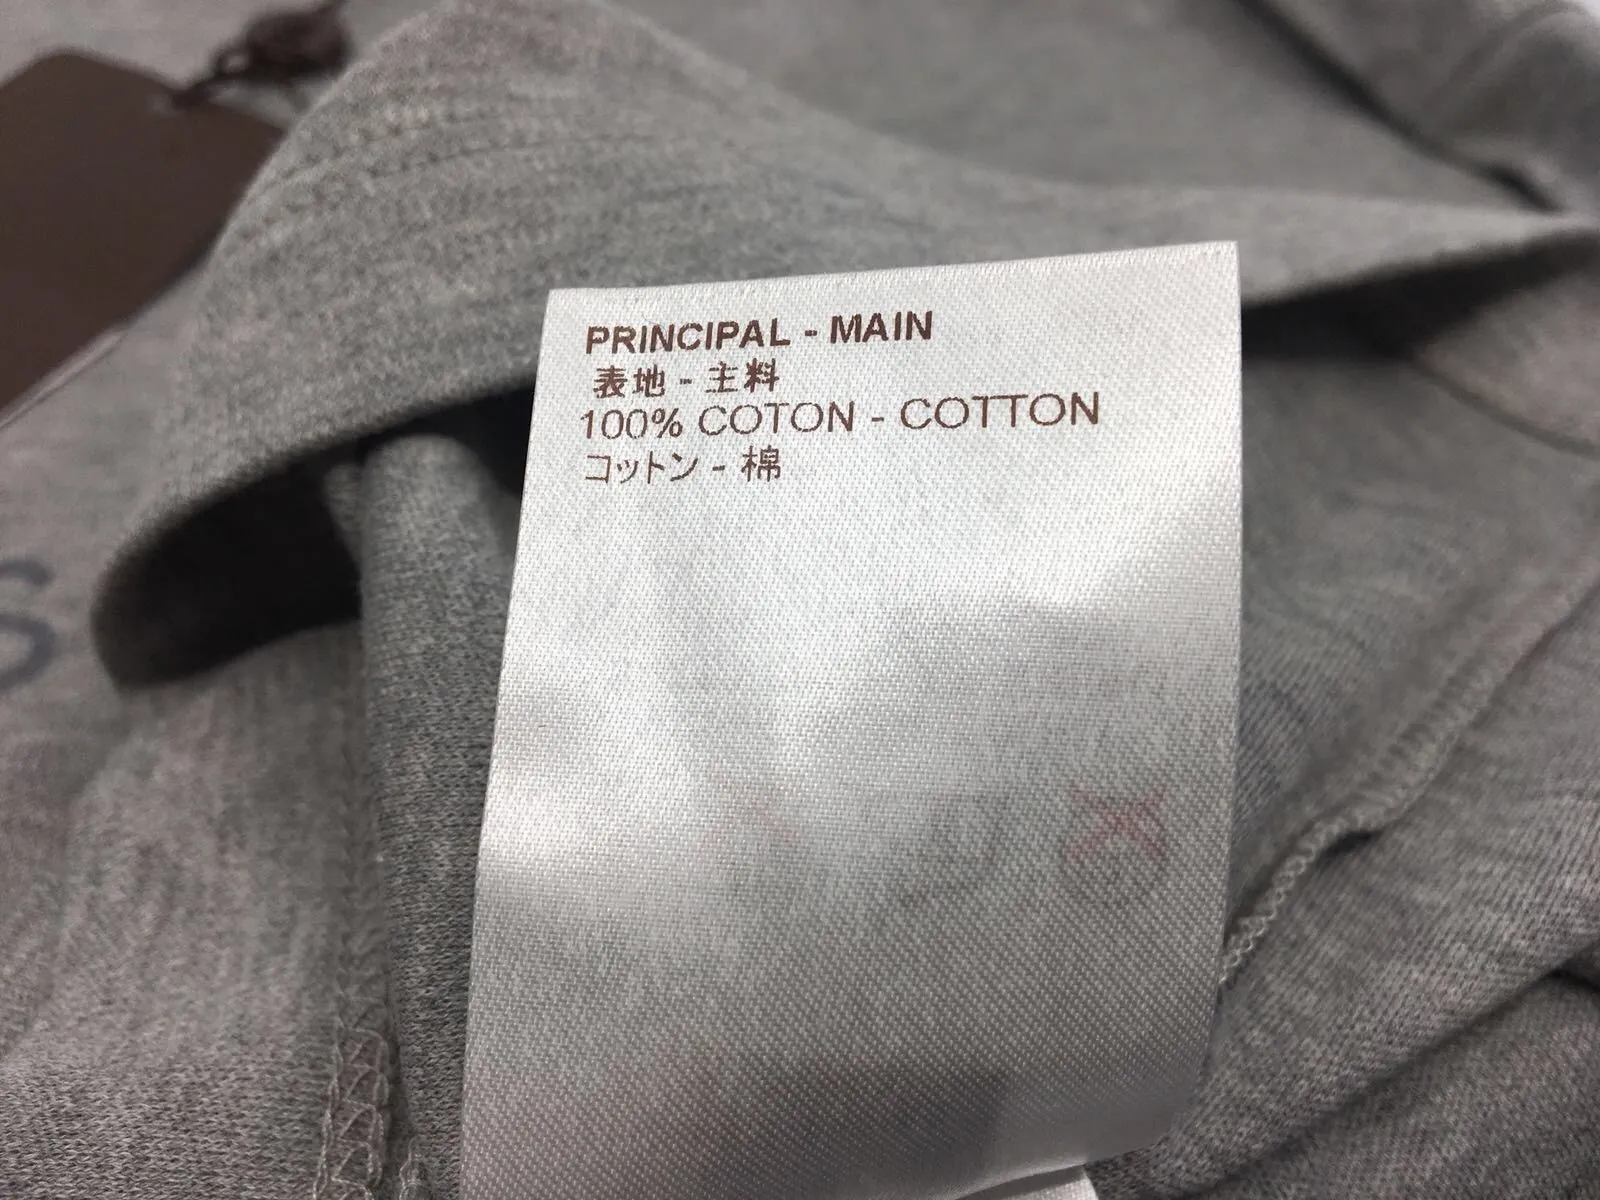 PRINCIPAL - MAIN
表地 - 主料
100% COTON - COTTON
コットン - 棉
S